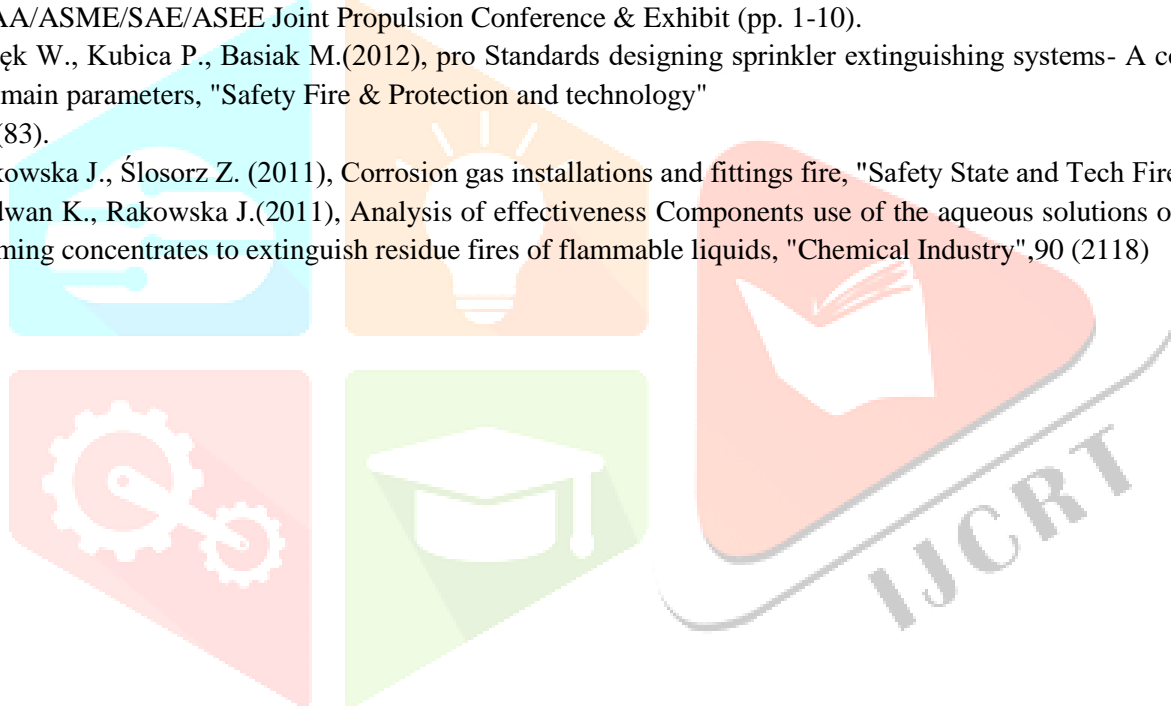 AA/ASME/SAE/ASEE Joint Propulsion Conference & Exhibit (pp. 1-10).
ęk W., Kubica P., Basiak M.(2012), pro Standards designing sprinkler extinguishing systems- A co
main parameters, "Safety Fire & Protection and technology"
(83).
kowska J., Ślosorz Z. (2011), Corrosion gas installations and fittings fire, "Safety State and Tech Fire
lwan K., Rakowska J.(2011), Analysis of effectiveness Components use of the aqueous solutions o
ming concentrates to extinguish residue fires of flammable liquids, "Chemical Industry",90 (2118)
IJCRT